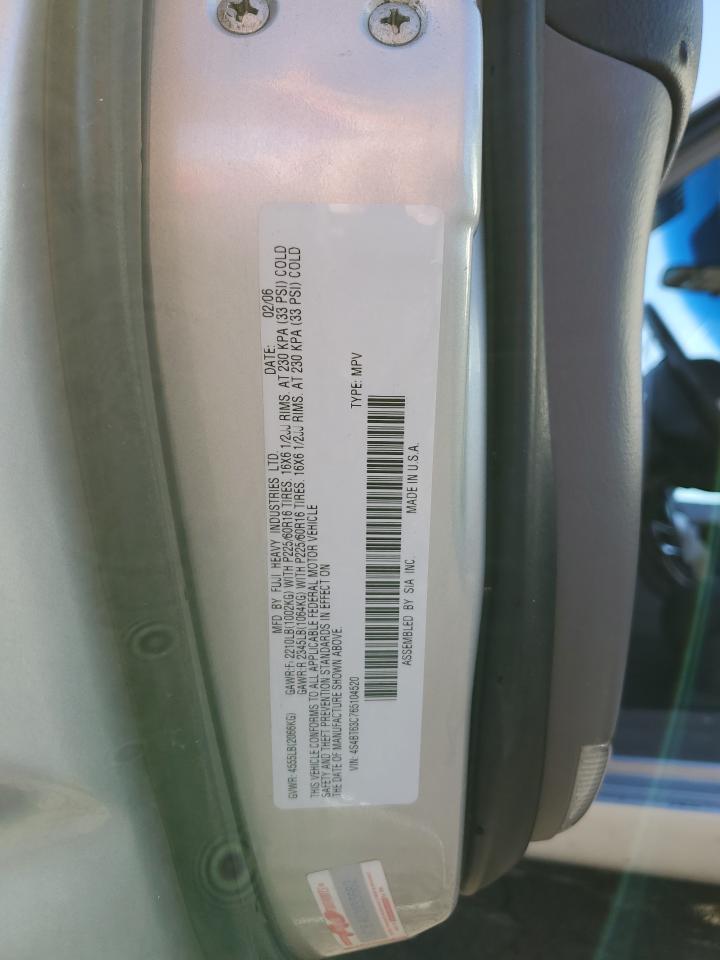 MFD BY FUJI HEAVY INDUSTRIES LTD. DATE: 02/06
GAWR:F: 2210LB(1002KG) WITH P225/60R16 TIRES. 16X6 1/2JJ RIMS. AT 230 KPA (33 PSI) COLD
GVWR: 4555LB(2066KG) GAWR:R 2345LB(1064KG) WITH P225/60R16 TIRES. 16X6 1/2JJ RIMS. AT 230 KPA (33 PSI) COLD
THIS VEHICLE CONFORMS TO ALL APPLICABLE FEDERAL MOTOR VEHICLE
SAFETY AND THEFT PREVENTION STANDARDS IN EFFECT ON
THE DATE OF MANUFACTURE SHOWN ABOVE.
VIN: 4S4BT63C765104520 TYPE: MPV
ASSEMBLED BY SIA INC. MADE IN U.S.A.